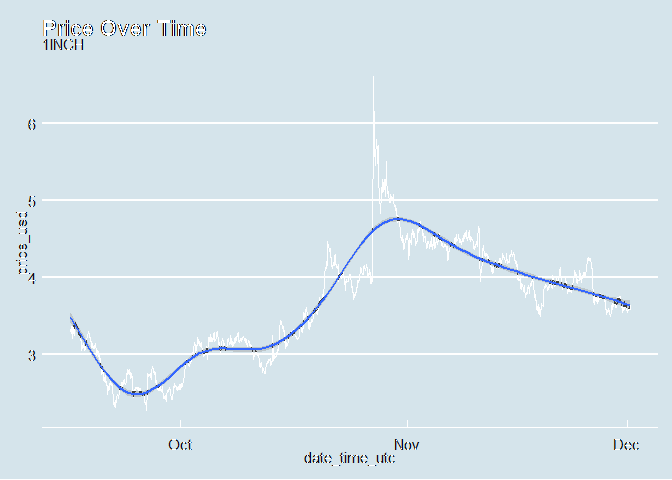 Price Over Time
1INCH
6
5
4
3
price_usd
Oct
Nov
Dec
date_time_utc